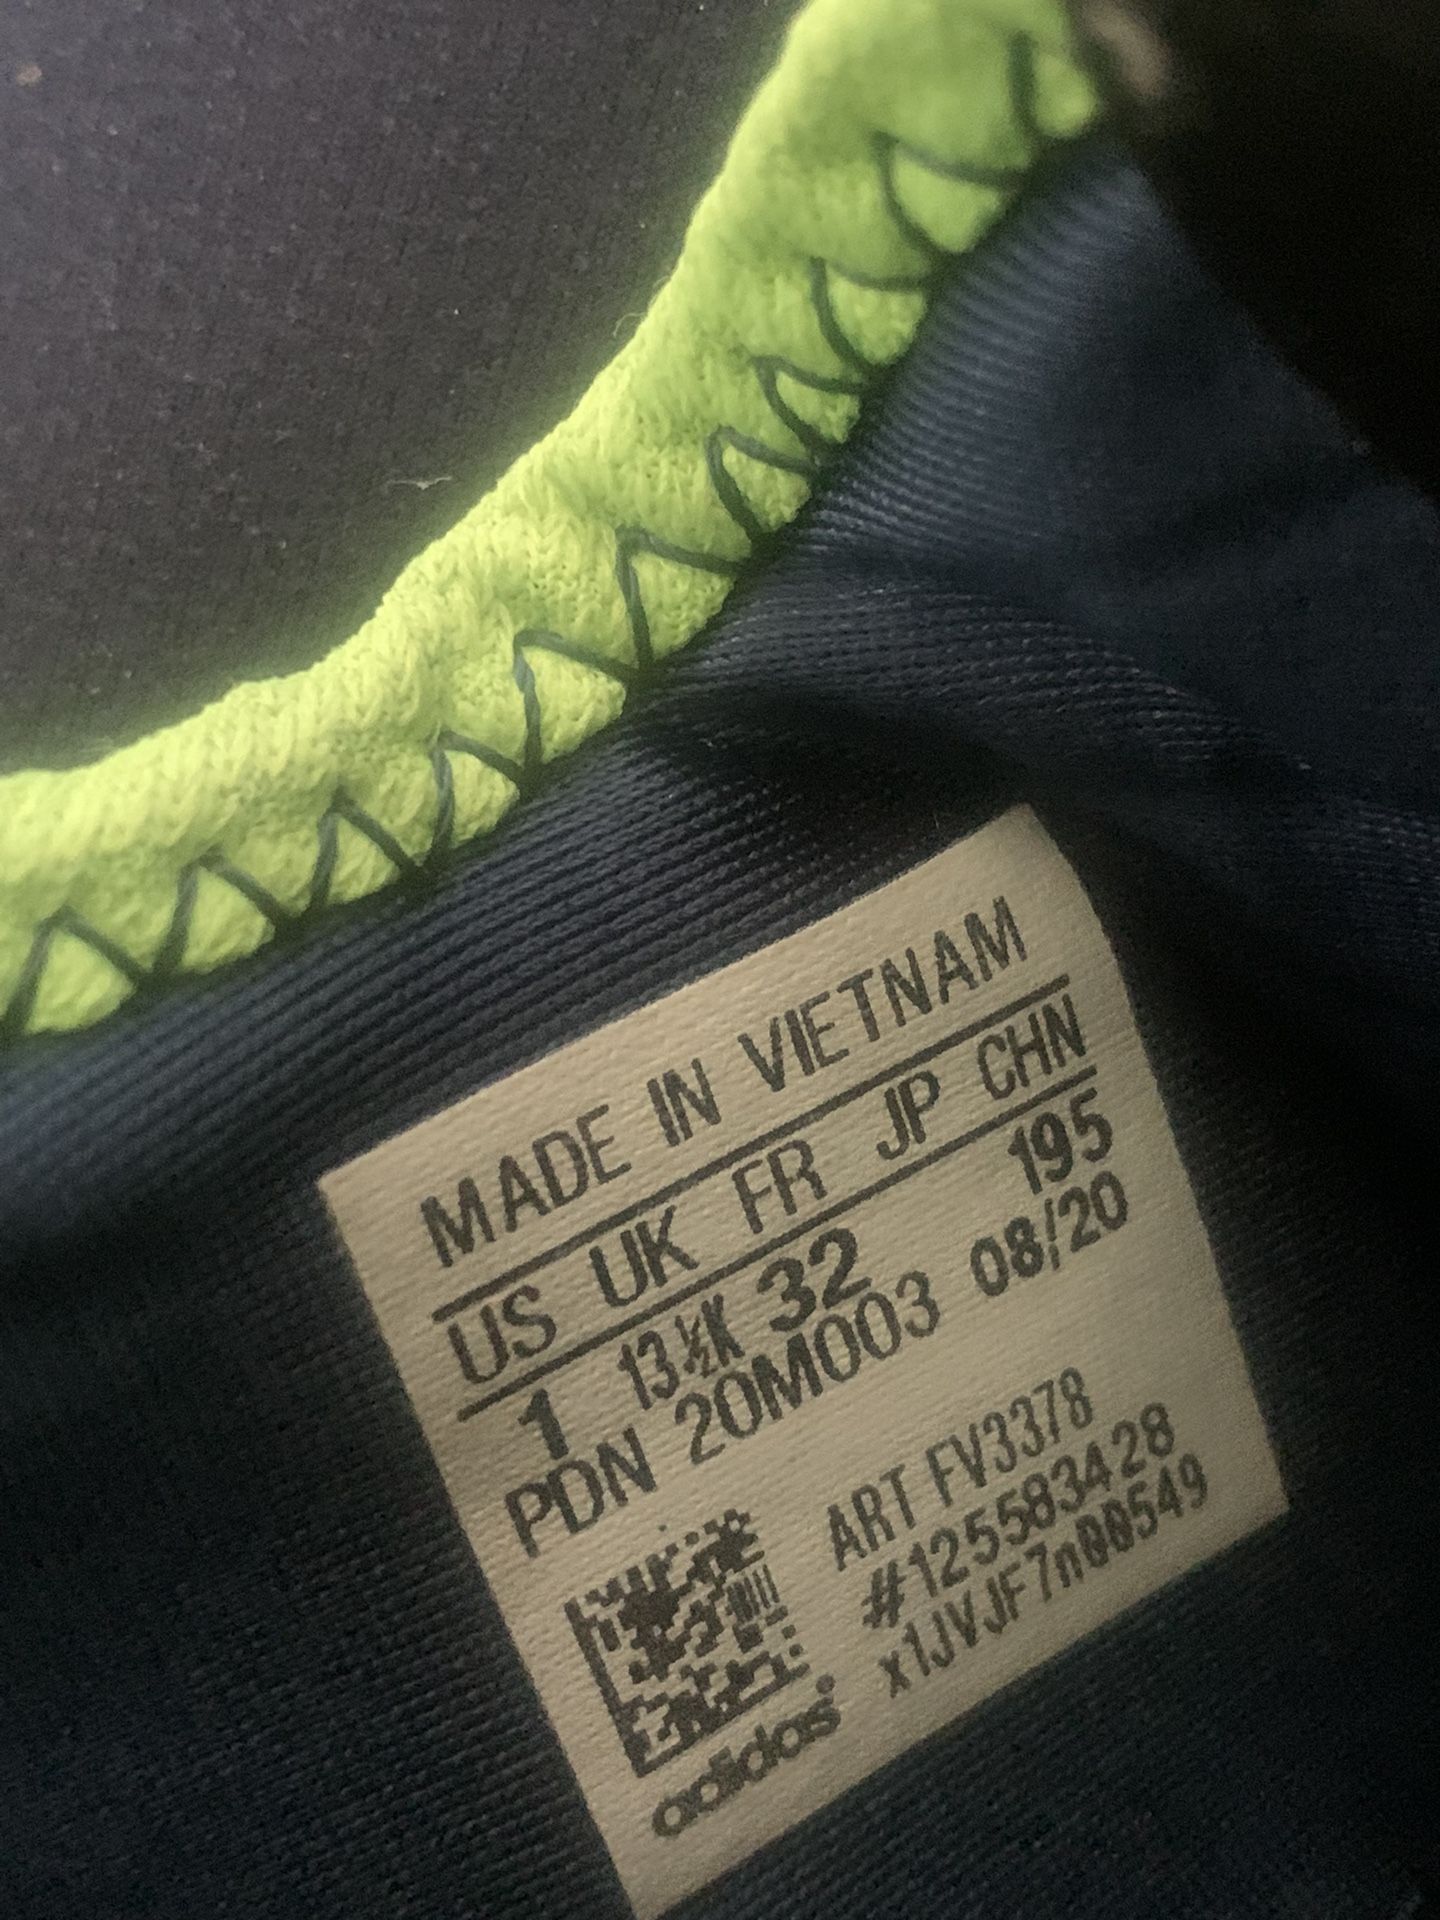 MADE IN VIETNAM
US UK FR JP CHN
1 13½K 32 195
PDN 20M003 08/20
ART FV3378
#125583428
x1JVJF7n00549
adidas